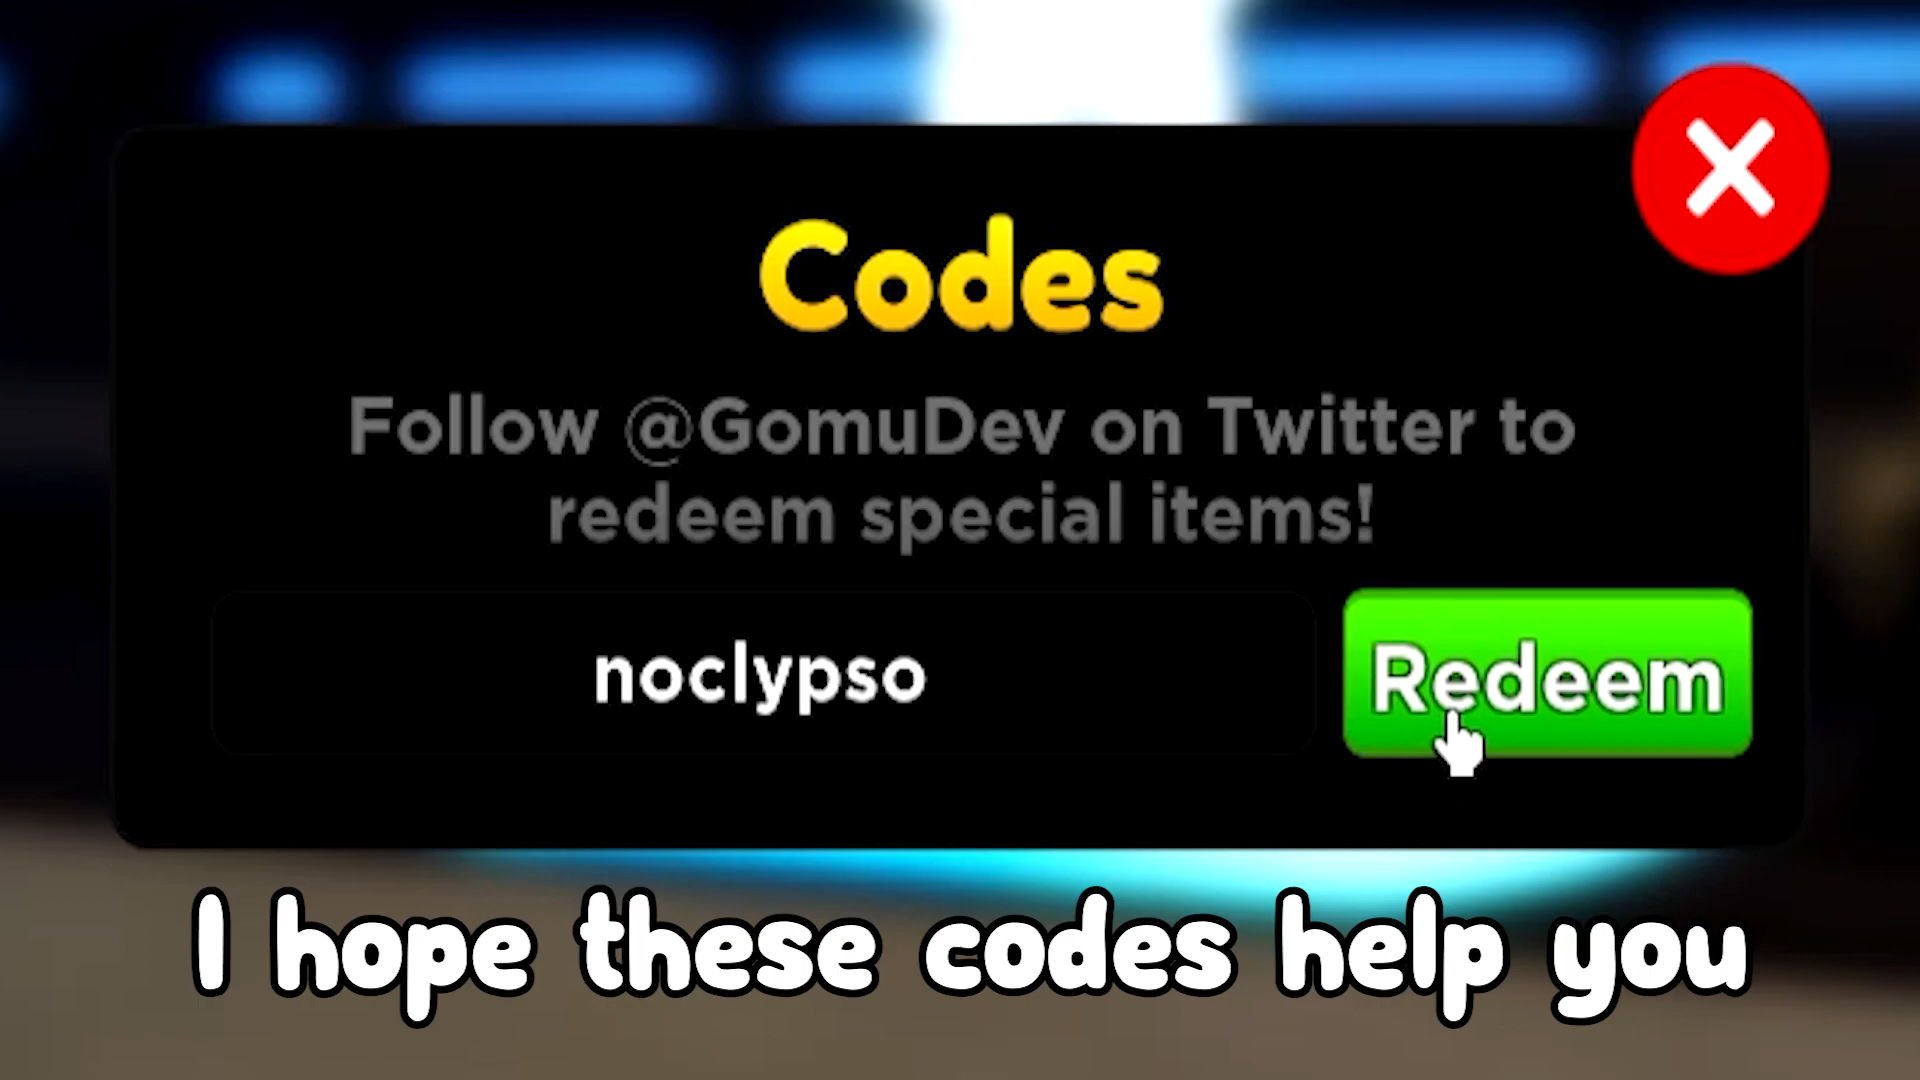 Codes
Follow @GomuDev on Twitter to
redeem special items!
noclypso
Redeem
I hope these codes help you